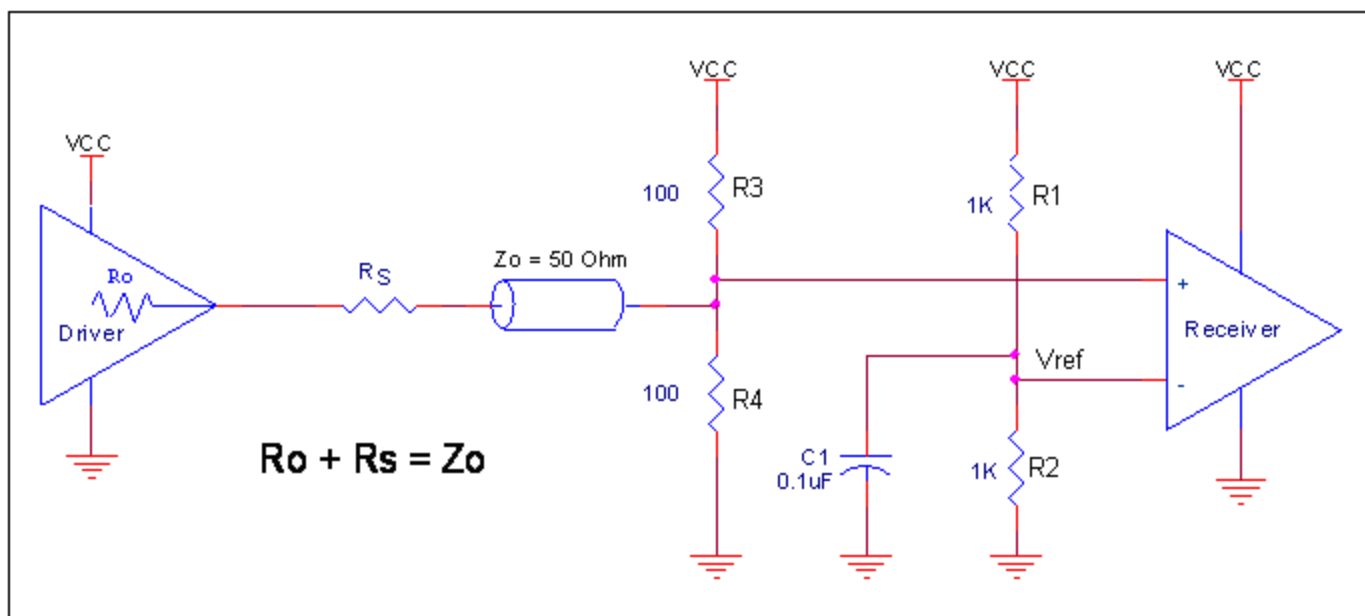 VCC
VCC
VCC
VCC
Ro
Driver
RS
Zo = 50 Ohm
100
R3
100
R4
1K
R1
Vref
1K
R2
C1
0.1uF
+
-
Receiver
Ro + Rs = Zo